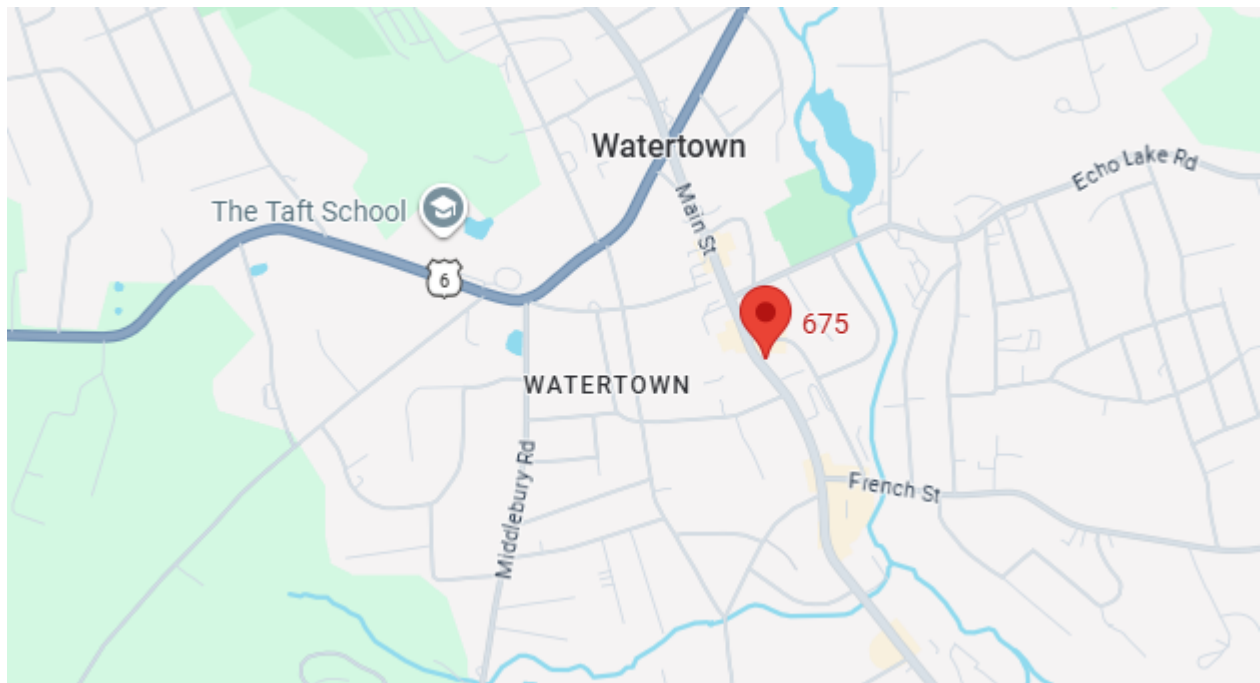 Watertown
Echo Lake Rd
The Taft School
Main St
6
675
WATERTOWN
Middlebury Rd
French St